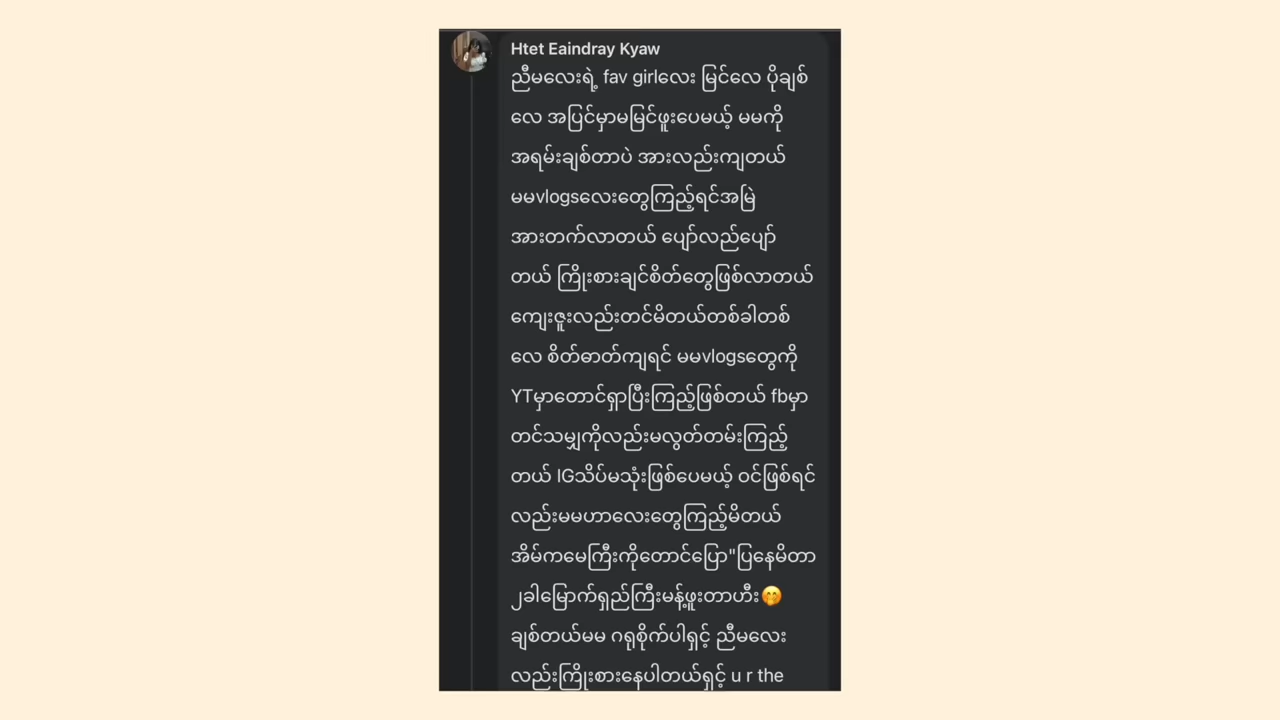 Htet Eaindray Kyaw
ညီမလေးရဲ့ fav girlလေး မြင်လေ ပိုချစ်
လေ အပြင်မှာမမြင်ဖူးပေမယ့် မမကို
အရမ်းချစ်တာပဲ အားလည်းကျတယ်
မမvlogsလေးတွေကြည့်ရင်အမြဲ
အားတက်လာတယ် ပျော်လည်ပျော်
တယ် ကြိုးစားချင်စိတ်တွေဖြစ်လာတယ်
ကျေးဇူးလည်းတင်မိတယ်တစ်ခါတစ်
လေ စိတ်ဓာတ်ကျရင် မမvlogsတွေကို
YTမှာတောင်ရှာပြီးကြည့်ဖြစ်တယ် fbမှာ
တင်သမျှကိုလည်းမလွတ်တမ်းကြည့်
တယ် IGသိပ်မသုံးဖြစ်ပေမယ့် ဝင်ဖြစ်ရင်
လည်းမမဟာလေးတွေကြည့်မိတယ်
အိမ်ကမေကြီးကိုတောင်ပြော"ပြနေမိတာ
၂ခါမြောက်ရှည်ကြီးမန့်ဖူးတာဟီး🤭
ချစ်တယ်မမ ဂရုစိုက်ပါရှင့် ညီမလေး
လည်းကြိုးစားနေပါတယ်ရှင့် u r the